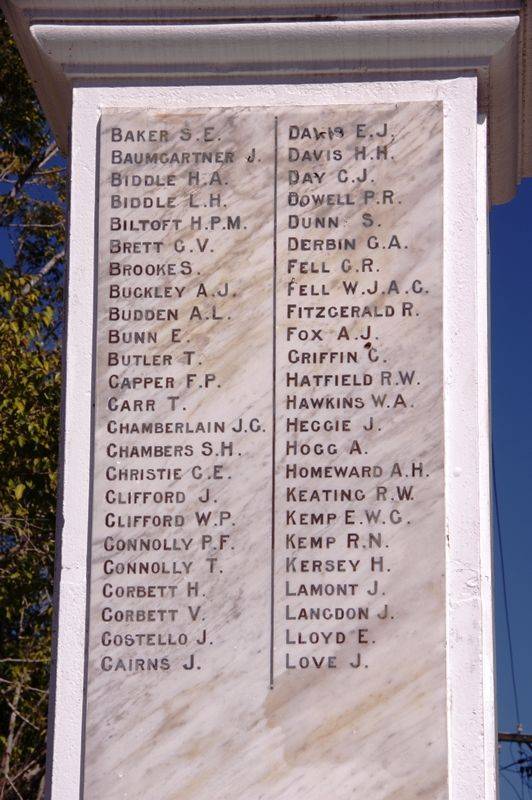 BAKER S.E.
BAUMGARTNER J.
BIDDLE H.A.
BIDDLE L.H.
BILTOFT H.P.M.
BRETT G.V.
BROOKE S.
BUCKLEY A.J.
BUDDEN A.L.
BUNN E.
BUTLER T.
CAPPER F.P.
CARR T.
CHAMBERLAIN J.G.
CHAMBERS S.H.
CHRISTIE G.E.
CLIFFORD J.
CLIFFORD W.P.
CONNOLLY P.F.
CONNOLLY T.
CORBETT H.
CORBETT V.
COSTELLO J.
CAIRNS J.
DAVIS E.J.
DAVIS H.H.
DAY C.J.
DOWELL P.R.
DUNN S.
DERBIN G.A.
FELL G.R.
FELL W.J.A.G.
FITZGERALD R.
FOX A.J.
GRIFFIN C.
HATFIELD R.W.
HAWKINS W.A.
HEGGIE J.
HOGG A.
HOMEWARD A.H.
KEATING R.W.
KEMP E.W.G.
KEMP R.N.
KERSEY H.
LAMONT J.
LANGDON J.
LLOYD E.
LOVE J.